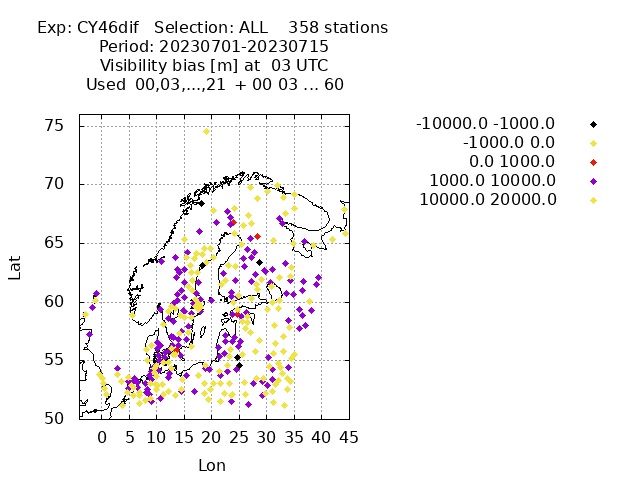 Exp: CY46dif   Selection: ALL    358 stations
Period: 20230701-20230715
Visibility bias [m] at  03 UTC
Used  00,03,...,21  + 00 03 ... 60
-10000.0 -1000.0
-1000.0 0.0
0.0 1000.0
1000.0 10000.0
10000.0 20000.0
75
70
65
60
55
50
Lat
0 5 10 15 20 25 30 35 40 45
Lon